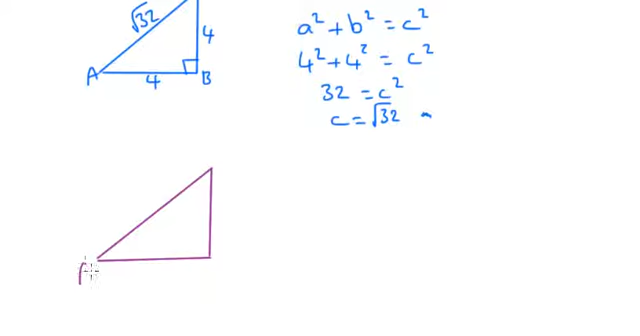 √32
4
A
4
B
a² + b² = c²
4² + 4² = c²
32 = c²
c = √32